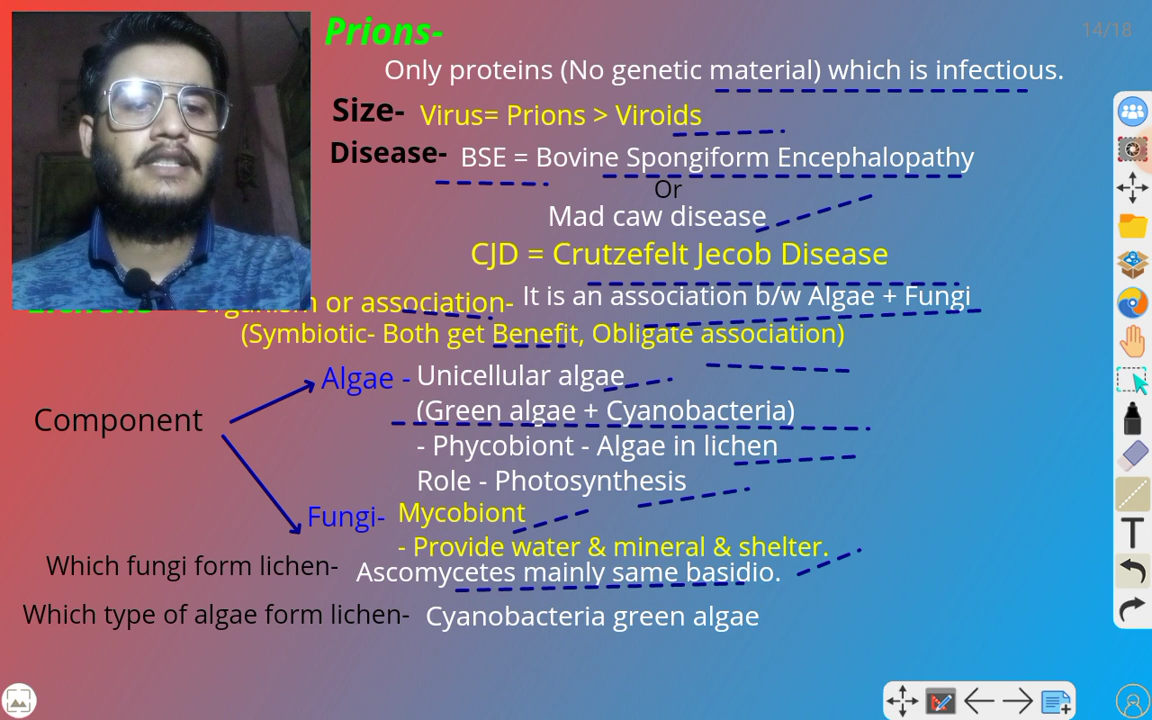 14/18
Prions-
Only proteins (No genetic material) which is infectious.
Size- Virus= Prions > Viroids
Disease- BSE = Bovine Spongiform Encephalopathy
Or
Mad caw disease
CJD = Crutzefelt Jecob Disease
or association- It is an association b/w Algae + Fungi
(Symbiotic- Both get Benefit, Obligate association)
Algae - Unicellular algae
(Green algae + Cyanobacteria)
Component
- Phycobiont - Algae in lichen
Role - Photosynthesis
Fungi- Mycobiont
- Provide water & mineral & shelter.
Which fungi form lichen- Ascomycetes mainly same basidio.
Which type of algae form lichen- Cyanobacteria green algae
T